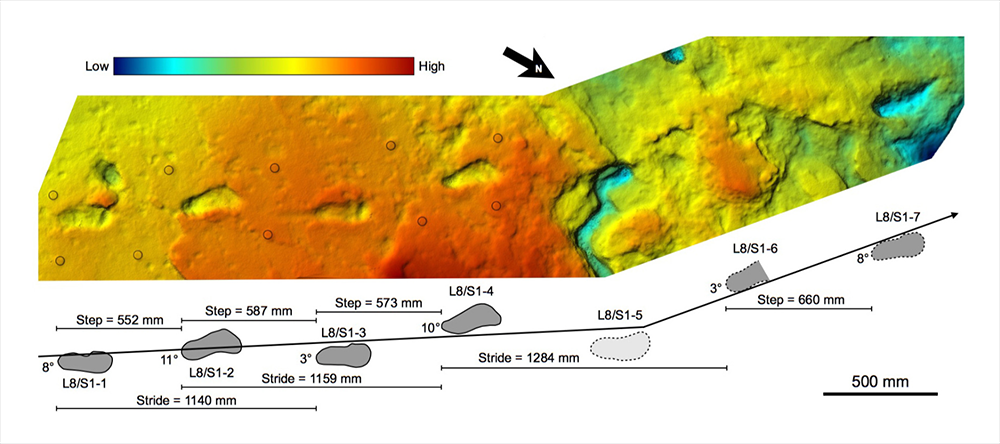 Low High
N
L8/S1-7
L8/S1-6
8°
L8/S1-4
3°
Step = 573 mm
Step = 660 mm
Step = 587 mm
Step = 552 mm
L8/S1-5
10°
L8/S1-3
8°
11°
3°
L8/S1-2
L8/S1-1
Stride = 1284 mm
Stride = 1159 mm
500 mm
Stride = 1140 mm